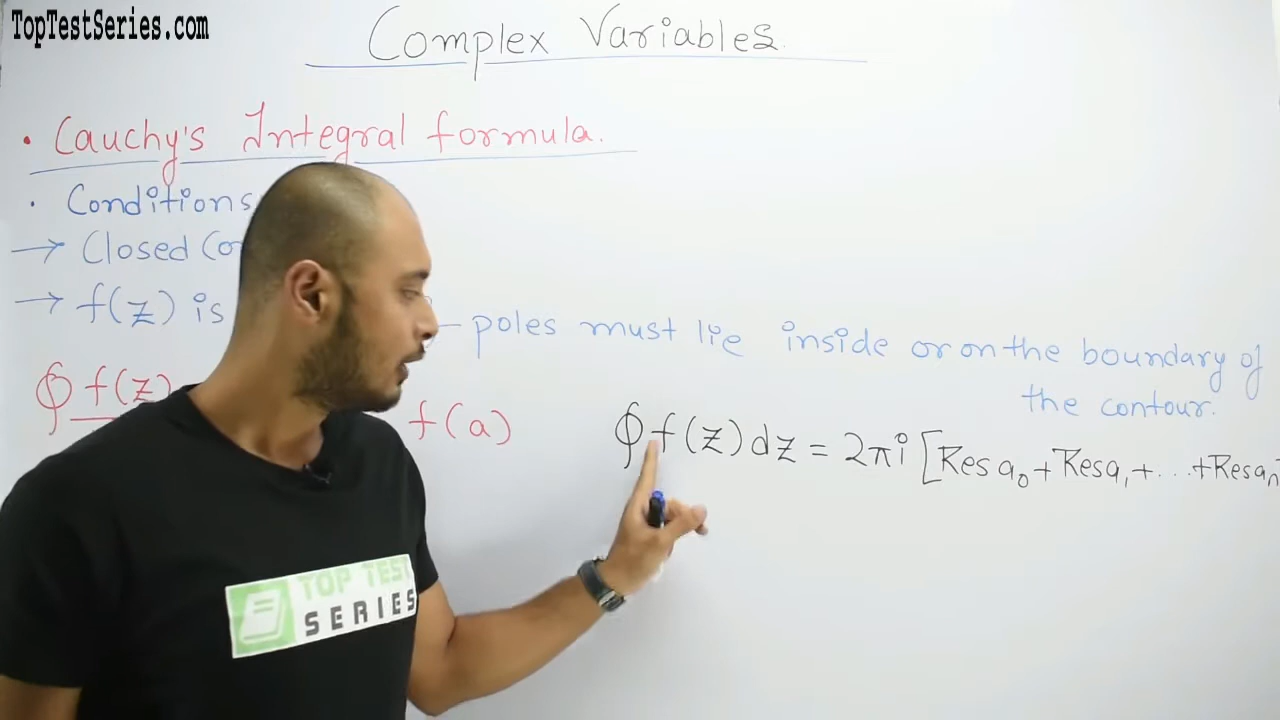 TopTestSeries.com
Complex Variables.
• Cauchy's Integral formula.
• Conditions
→ Closed Co
→ f(z) is
— poles must lie inside or on the boundary of
the contour.
∮ f(z)
f(a)
∮ f(z) dz = 2πi [Res a₀ + Res a₁ + . . . + Res aₙ
TOP TEST
SERIES